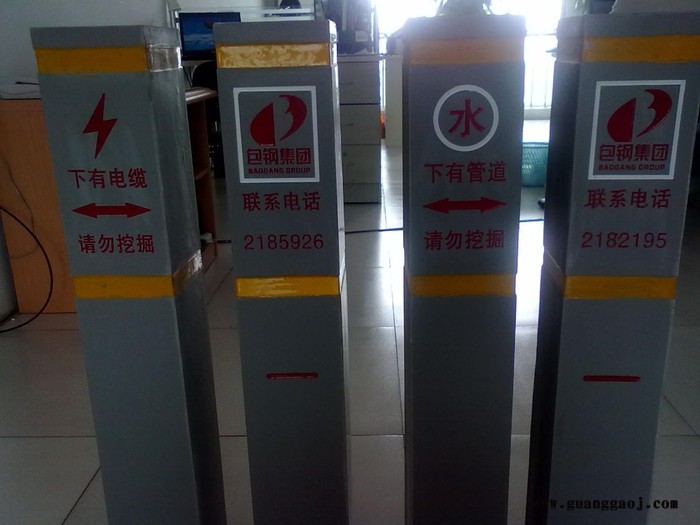 下有电缆
请勿挖掘
包钢集团
BAOGANG GROUP
联系电话
2185926
水
下有管道
请勿挖掘
包钢集团
BAOGANG GROUP
联系电话
2182195
www.guanggaoj.com